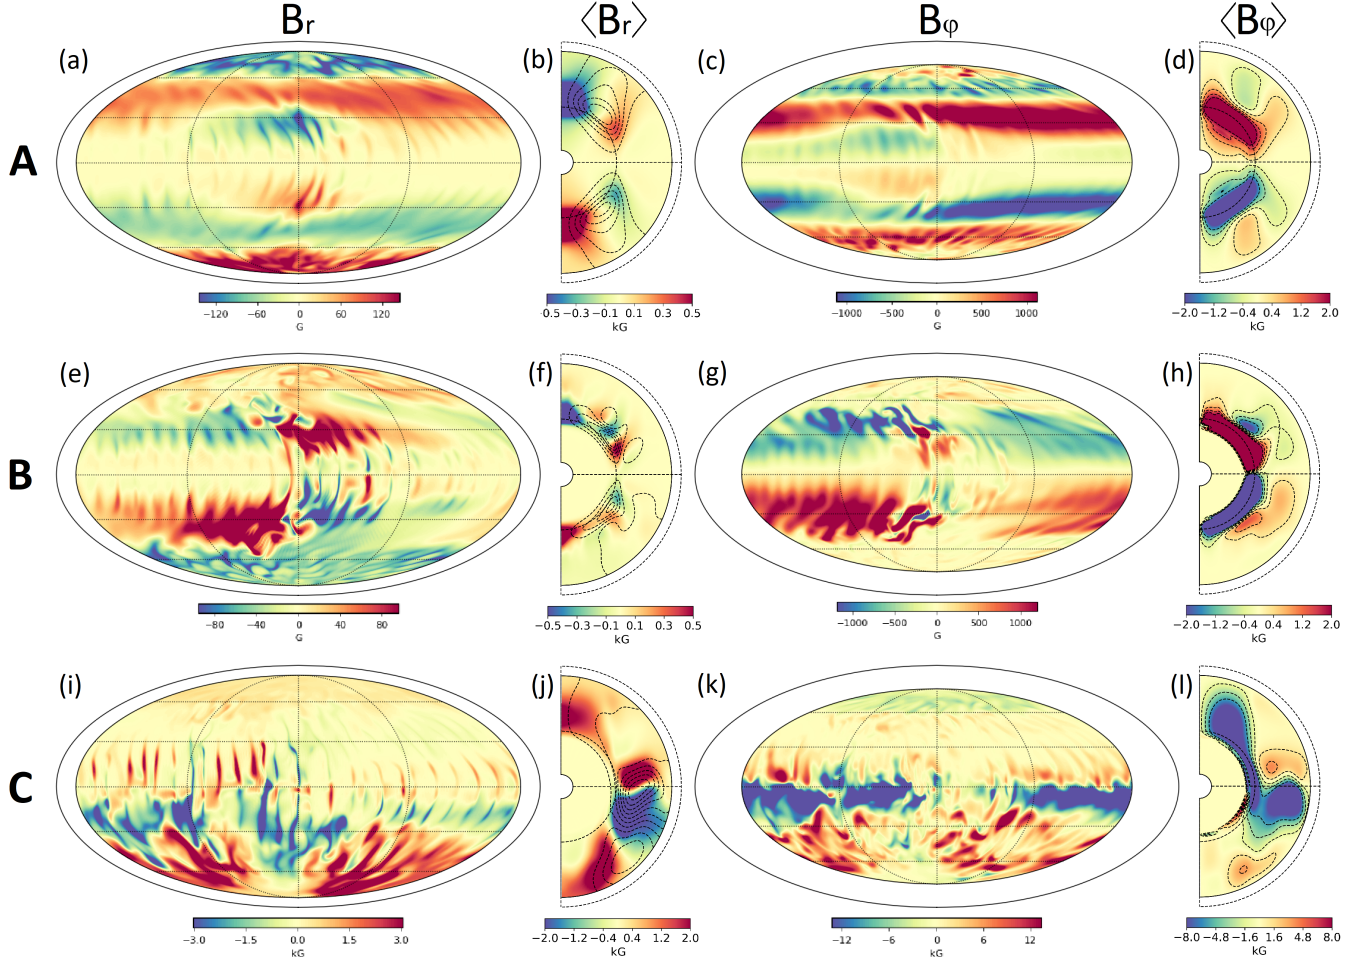 Br ⟨Br⟩ Bφ ⟨Bφ⟩
A
(a) (b) (c) (d)
−120 −60 0 60 120
G
0.5 −0.3 −0.1 0.1 0.3 0.5
kG
−1000 −500 0 500 1000
G
−2.0 −1.2 −0.4 0.4 1.2 2.0
kG
B
(e) (f) (g) (h)
−80 −40 0 40 80
G
−0.5 −0.3 −0.1 0.1 0.3 0.5
kG
−1000 −500 0 500 1000
G
−2.0 −1.2 −0.4 0.4 1.2 2.0
kG
C
(i) (j) (k) (l)
−3.0 −1.5 0.0 1.5 3.0
kG
−2.0 −1.2 −0.4 0.4 1.2 2.0
kG
−12 −6 0 6 12
kG
−8.0 −4.8 −1.6 1.6 4.8 8.0
kG